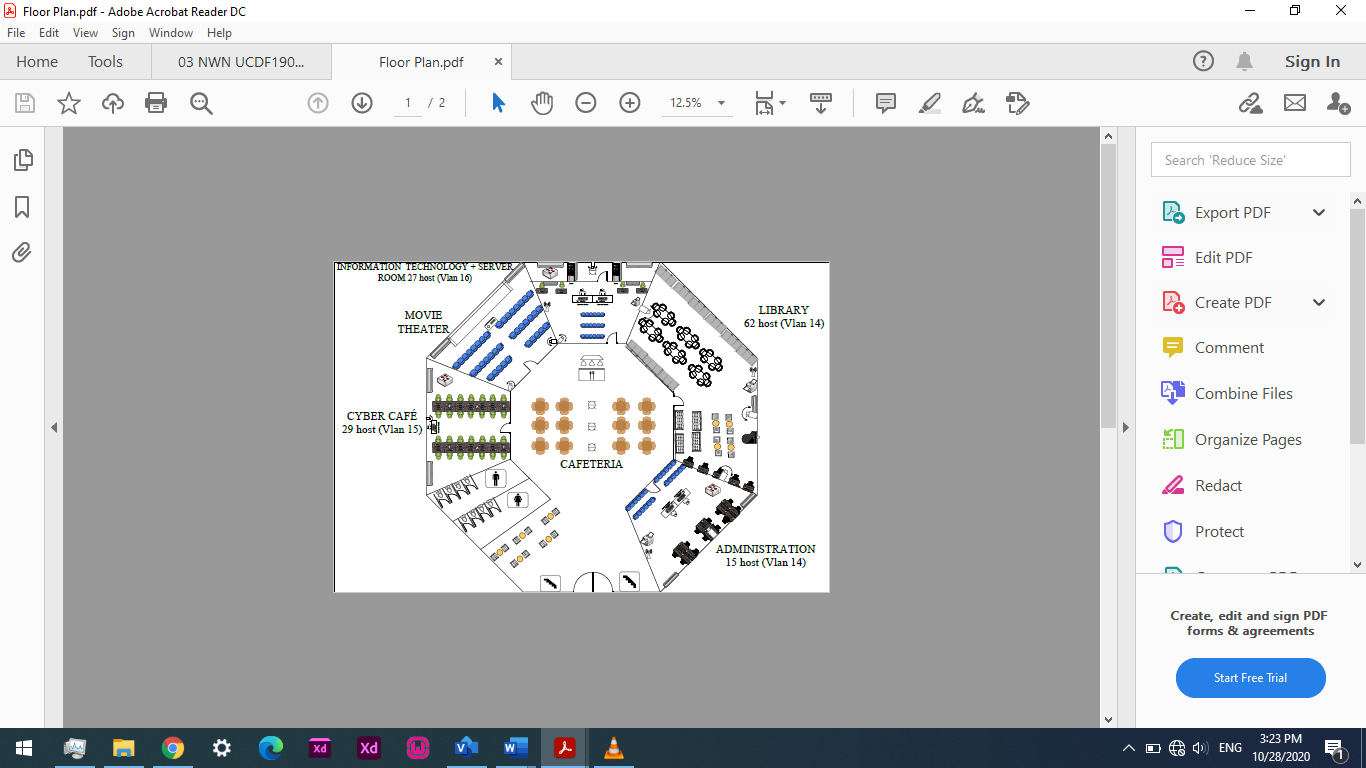 Floor Plan.pdf - Adobe Acrobat Reader DC
File Edit View Sign Window Help
Home Tools 03 NWN UCDF190... Floor Plan.pdf × Sign In
1 / 2 12.5%
Search 'Reduce Size'
Export PDF
Edit PDF
Create PDF
Comment
Combine Files
Organize Pages
Redact
Protect
Create, edit and sign PDF
forms & agreements
Start Free Trial
INFORMATION TECHNOLOGY + SERVER
ROOM 27 host (Vlan 16)
MOVIE
THEATER
LIBRARY
62 host (Vlan 14)
CYBER CAFÉ
29 host (Vlan 15)
CAFETERIA
ADMINISTRATION
15 host (Vlan 14)
Xd Xd W
ENG
3:23 PM
10/28/2020
1